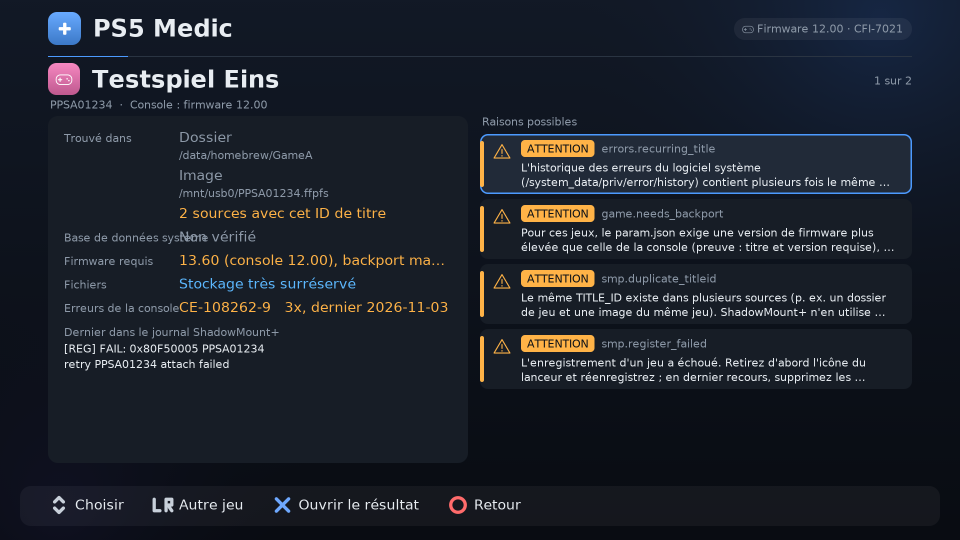 PS5 Medic
Firmware 12.00 · CFI-7021
Testspiel Eins
1 sur 2
PPSA01234 · Console : firmware 12.00
Trouvé dans
Dossier
/data/homebrew/GameA
Image
/mnt/usb0/PPSA01234.ffpfs
2 sources avec cet ID de titre
Base de données système
Non vérifié
Firmware requis
13.60 (console 12.00), backport ma…
Fichiers
Stockage très surréservé
Erreurs de la console
CE-108262-9 3x, dernier 2026-11-03
Dernier dans le journal ShadowMount+
[REG] FAIL: 0x80F50005 PPSA01234
retry PPSA01234 attach failed
Raisons possibles
ATTENTION errors.recurring_title
L'historique des erreurs du logiciel système
(/system_data/priv/error/history) contient plusieurs fois le même …
ATTENTION game.needs_backport
Pour ces jeux, le param.json exige une version de firmware plus
élevée que celle de la console (preuve : titre et version requise), …
ATTENTION smp.duplicate_titleid
Le même TITLE_ID existe dans plusieurs sources (p. ex. un dossier
de jeu et une image du même jeu). ShadowMount+ n'en utilise …
ATTENTION smp.register_failed
L'enregistrement d'un jeu a échoué. Retirez d'abord l'icône du
lanceur et réenregistrez ; en dernier recours, supprimez les …
Choisir
LR Autre jeu
Ouvrir le résultat
Retour